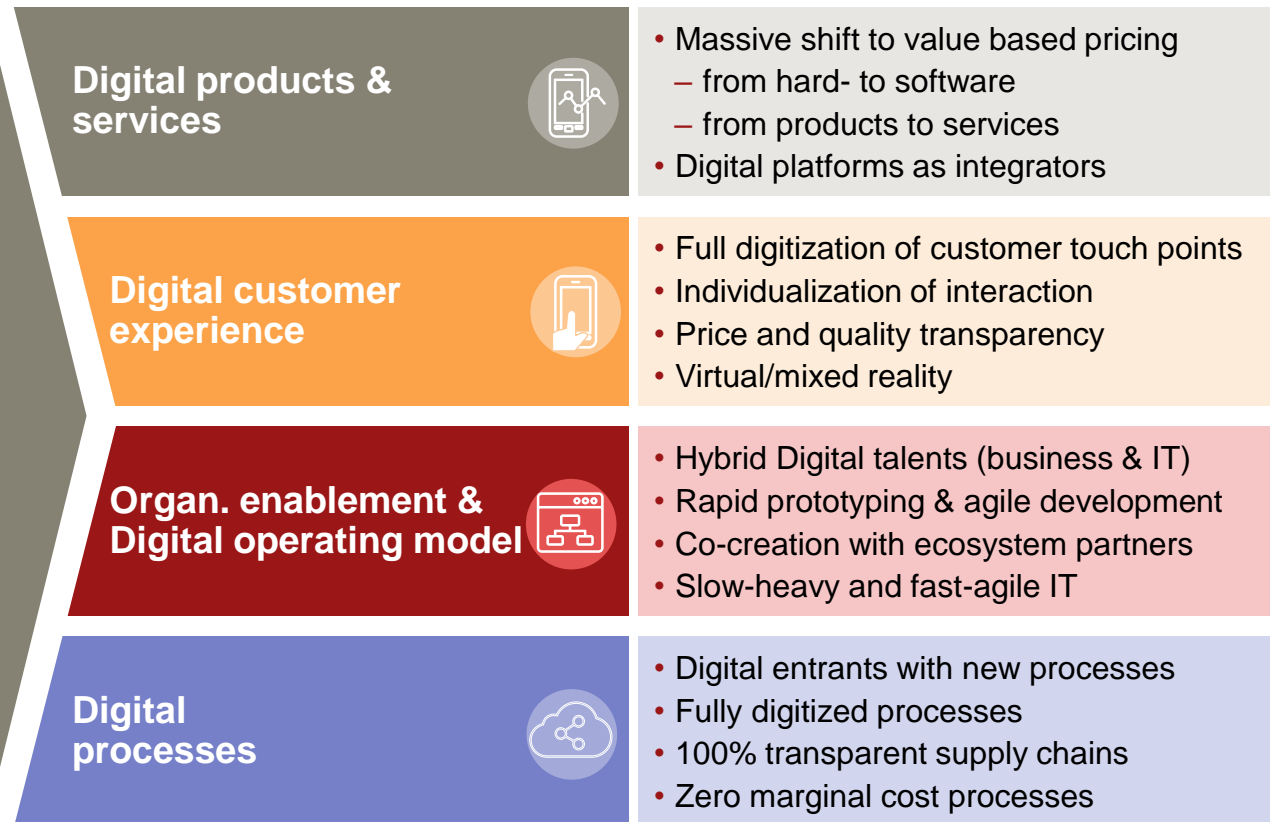 Digital products &
services
• Massive shift to value based pricing
– from hard- to software
– from products to services
• Digital platforms as integrators
Digital customer
experience
• Full digitization of customer touch points
• Individualization of interaction
• Price and quality transparency
• Virtual/mixed reality
Organ. enablement &
Digital operating model
• Hybrid Digital talents (business & IT)
• Rapid prototyping & agile development
• Co-creation with ecosystem partners
• Slow-heavy and fast-agile IT
Digital
processes
• Digital entrants with new processes
• Fully digitized processes
• 100% transparent supply chains
• Zero marginal cost processes